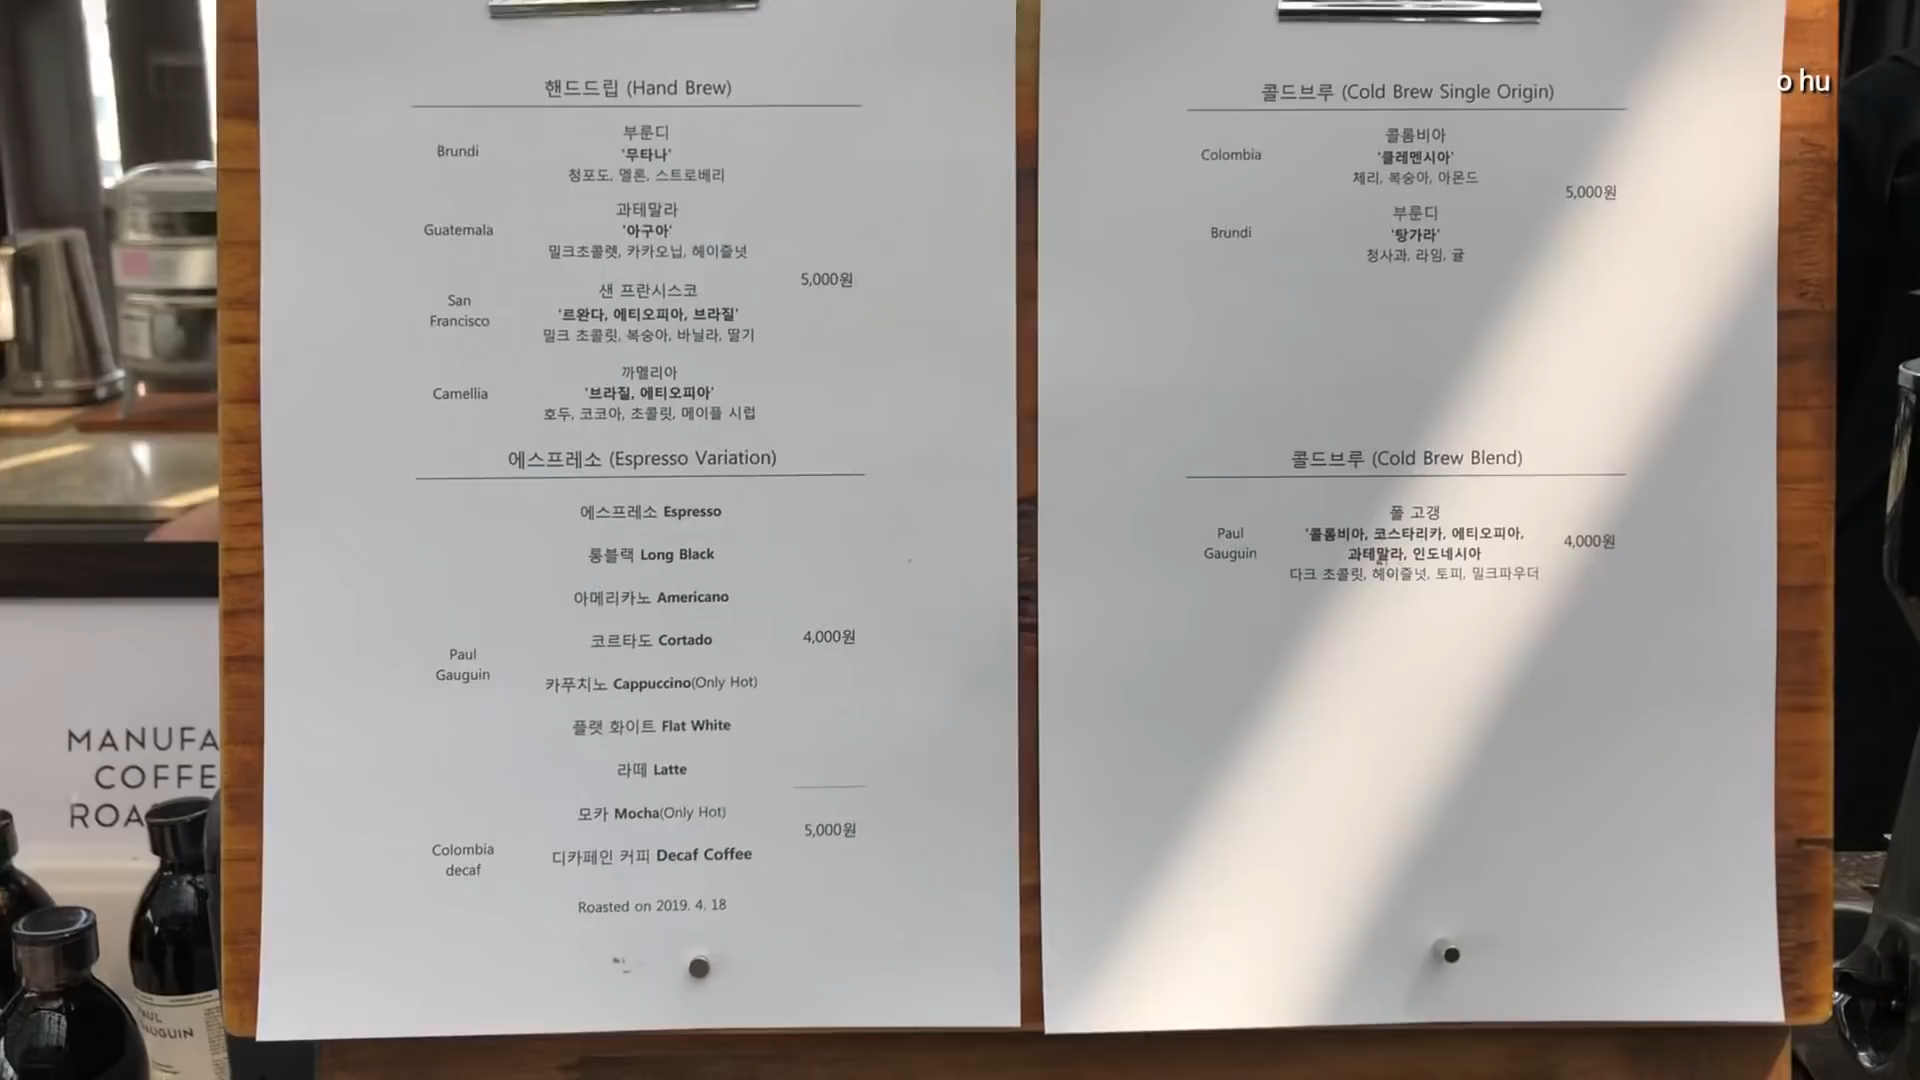 핸드드립 (Hand Brew)
Brundi
부룬디
'무타나'
청포도, 멜론, 스트로베리
Guatemala
과테말라
'아구아'
밀크초콜렛, 카카오닙, 헤이즐넛
5,000원
San
Francisco
샌 프란시스코
'르완다, 에티오피아, 브라질'
밀크 초콜릿, 복숭아, 바닐라, 딸기
Camellia
까멜리아
'브라질, 에티오피아'
호두, 코코아, 초콜릿, 메이플 시럽
에스프레소 (Espresso Variation)
에스프레소 Espresso
롱블랙 Long Black
아메리카노 Americano
코르타도 Cortado
4,000원
Paul
Gauguin
카푸치노 Cappuccino(Only Hot)
플랫 화이트 Flat White
라떼 Latte
모카 Mocha(Only Hot)
5,000원
Colombia
decaf
디카페인 커피 Decaf Coffee
Roasted on 2019. 4. 18
콜드브루 (Cold Brew Single Origin)
Colombia
콜롬비아
'클레멘시아'
체리, 복숭아, 아몬드
5,000원
Brundi
부룬디
'탕가라'
청사과, 라임, 귤
콜드브루 (Cold Brew Blend)
Paul
Gauguin
폴 고갱
'콜롬비아, 코스타리카, 에티오피아,
과테말라, 인도네시아
다크 초콜릿, 헤이즐넛, 토피, 밀크파우더
4,000원
o hu
MANUFA
COFFE
ROA
PAUL
GAUGUIN